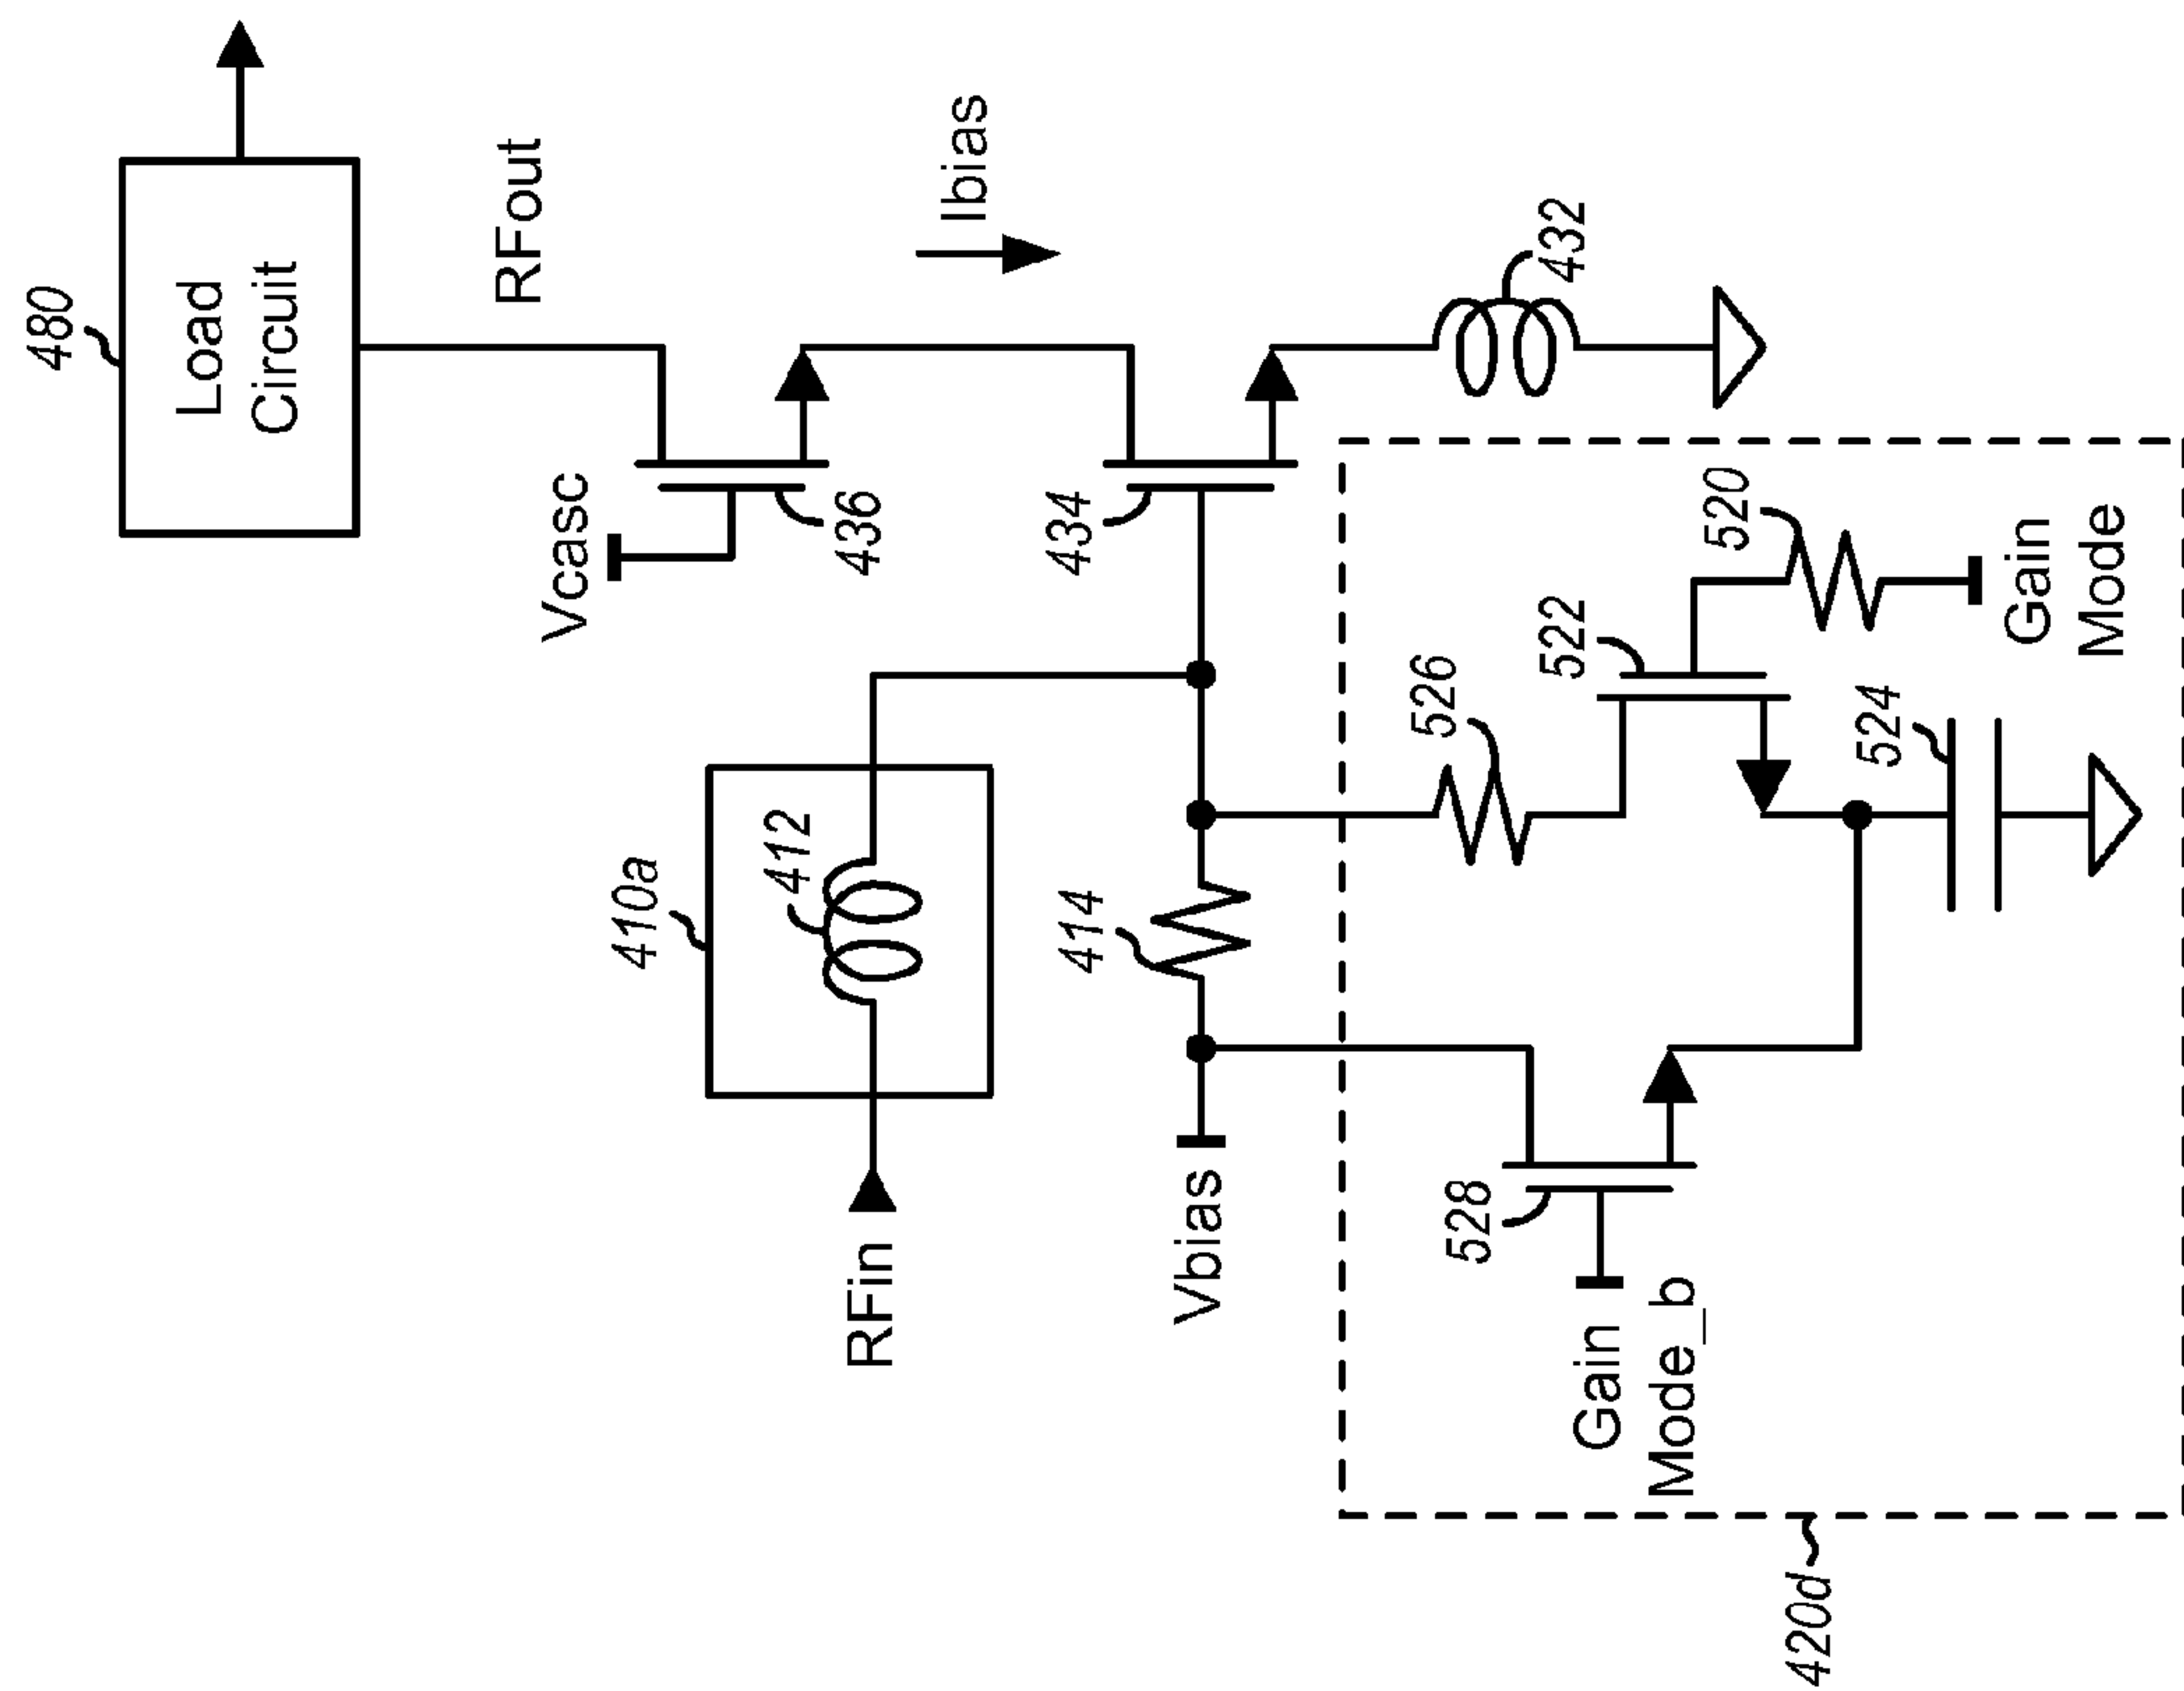 480
Load
Circuit
RFout
Ibias
Vcasc
436
434
432
410a
412
414
RFin
Vbias
526
522
520
524
528
Gain
Mode
Gain
Mode_b
420d